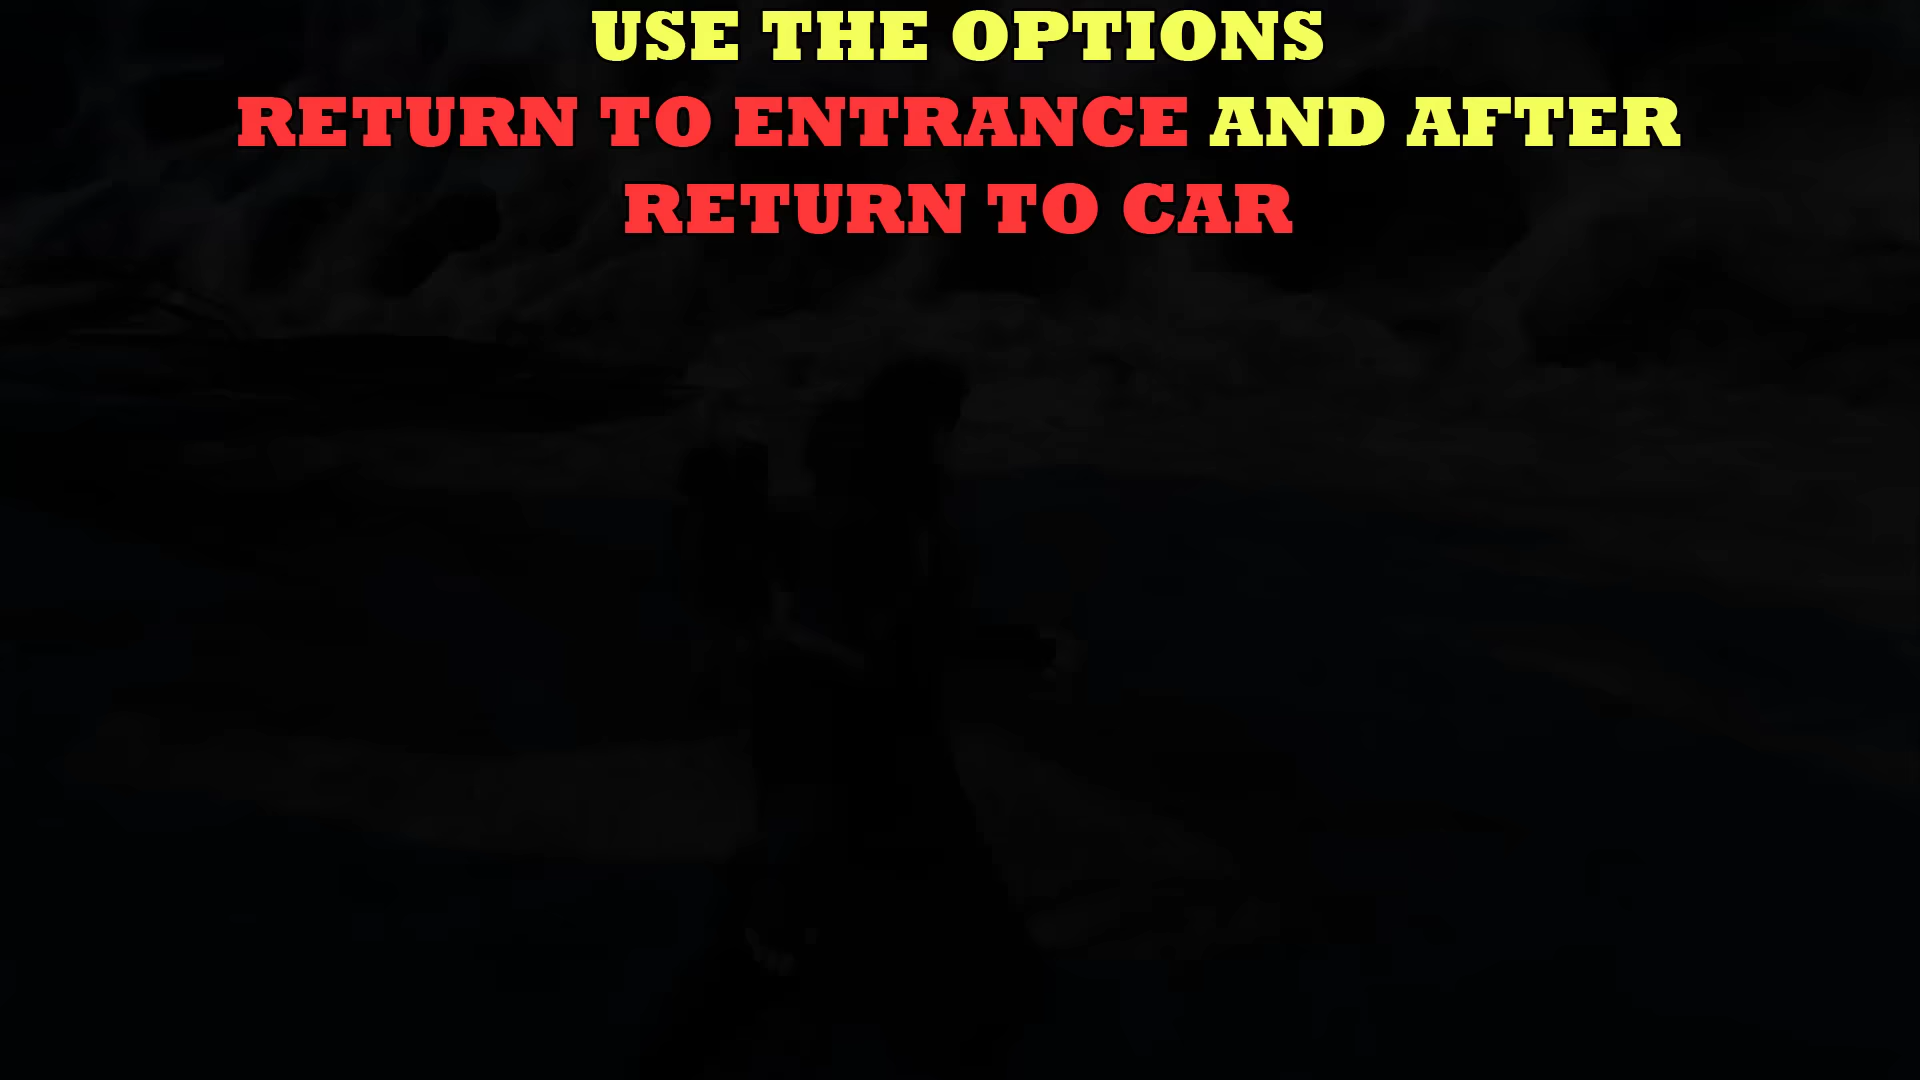 USE THE OPTIONS
RETURN TO ENTRANCE AND AFTER
RETURN TO CAR